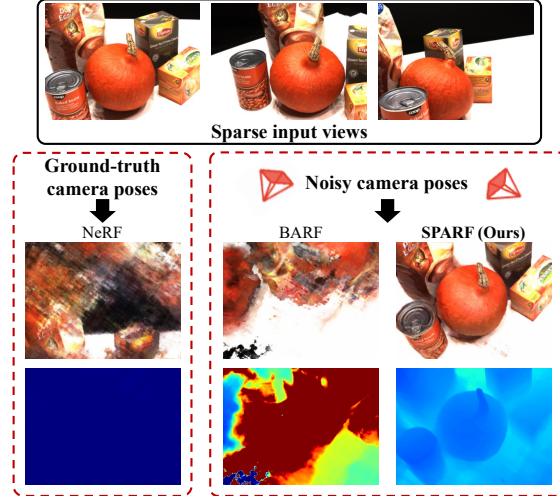 Sparse input views
Ground-truth
camera poses
Noisy camera poses
NeRF
BARF
SPARF (Ours)